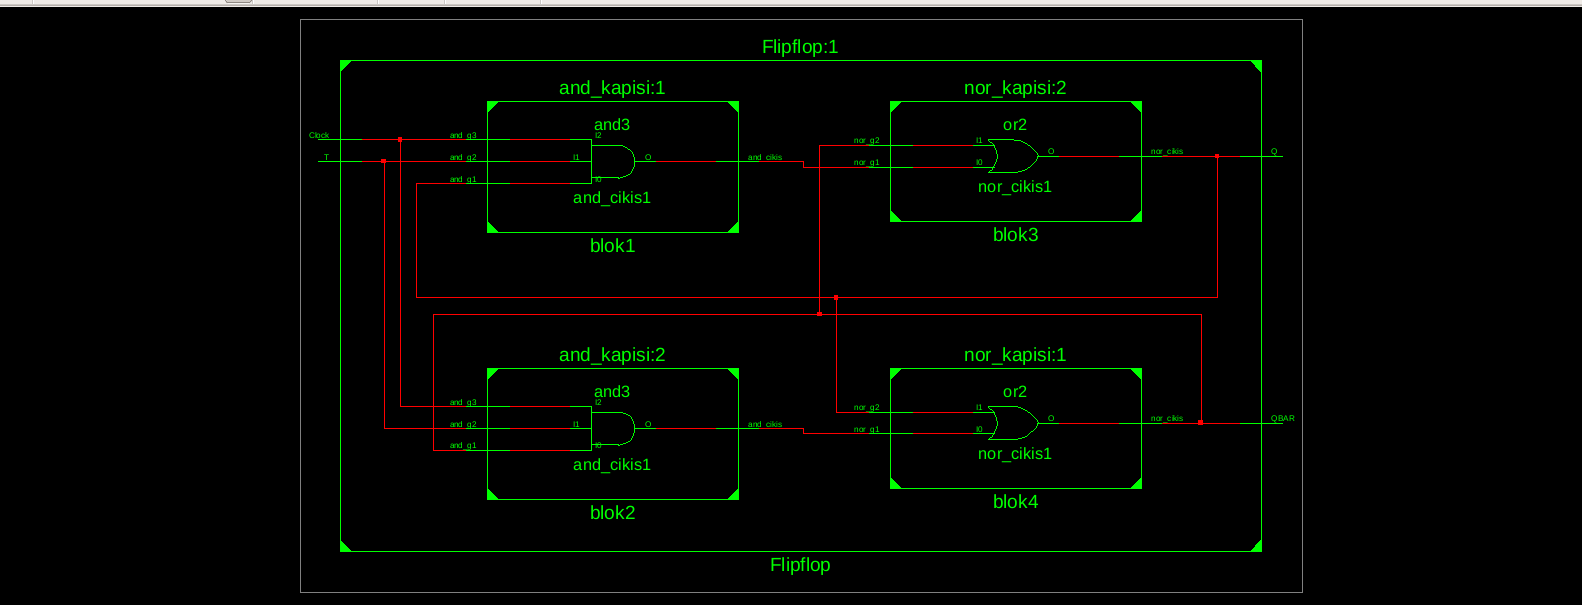 Flipflop:1
and_kapisi:1
nor_kapisi:2
and3
or2
Clock
and_g3
I2
nor_g2
I1
T
and_g2
I1
O
and_cikis
nor_g1
I0
O
nor_cikis
Q
and_g1
I0
and_cikis1
nor_cikis1
blok1
blok3
and_kapisi:2
nor_kapisi:1
and3
or2
and_g3
I2
nor_g2
I1
and_g2
I1
O
and_cikis
nor_g1
I0
O
nor_cikis
QBAR
and_g1
I0
and_cikis1
nor_cikis1
blok2
blok4
Flipflop